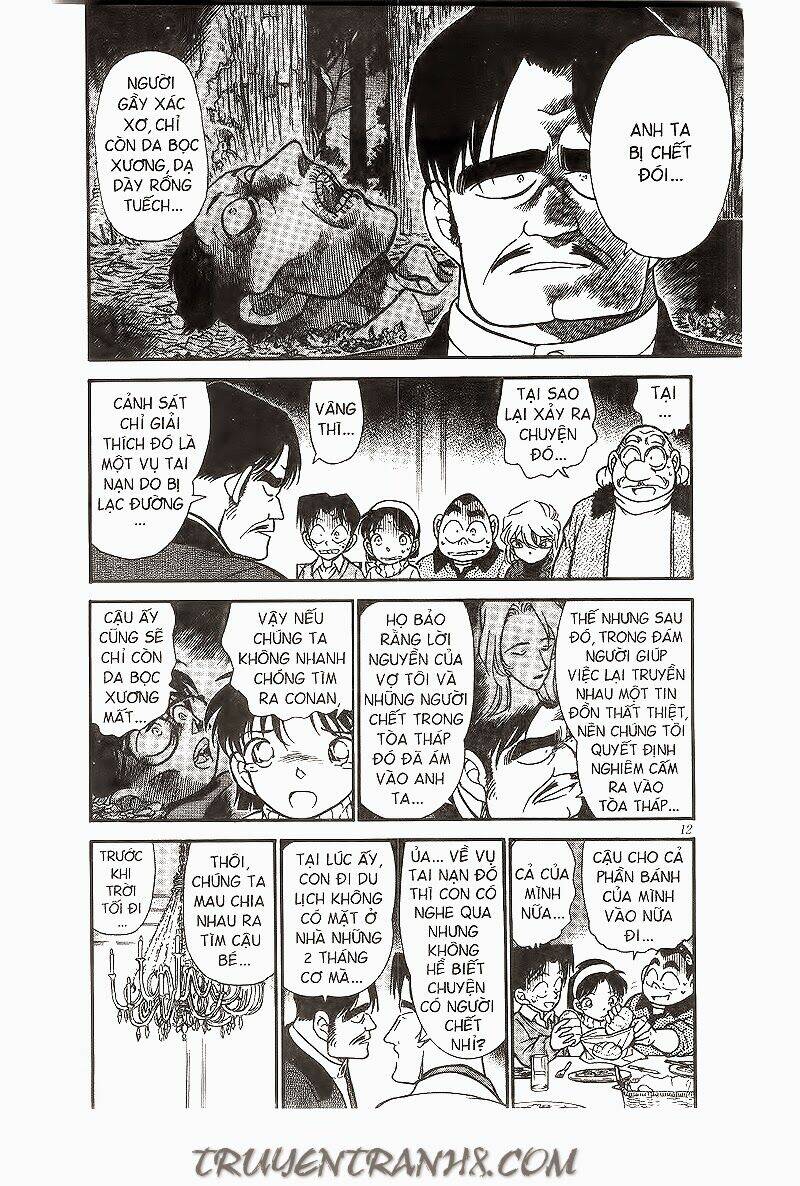 ANH TA
BỊ CHẾT
ĐÓI...
NGƯỜI
GẦY XÁC
XƠ, CHỈ
CÒN DA BỌC
XƯƠNG, DẠ
DÀY RỖNG
TUẾCH...
TẠI
...
TẠI SAO
LẠI XẢY RA
CHUYỆN
ĐÓ...
VÂNG
THÌ...
CẢNH SÁT
CHỈ GIẢI
THÍCH ĐÓ LÀ
MỘT VỤ TAI
NẠN DO BỊ
LẠC ĐƯỜNG
...
THẾ NHƯNG SAU
ĐÓ, TRONG ĐÁM
NGƯỜI GIÚP
VIỆC LẠI TRUYỀN
NHAU MỘT TIN
ĐỒN THẤT THIỆT,
NÊN CHÚNG TÔI
QUYẾT ĐỊNH
NGHIÊM CẤM
RA VÀO
TÒA THÁP...
HỌ BẢO
RẰNG LỜI
NGUYỀN CỦA
VỢ TÔI VÀ
NHỮNG NGƯỜI
CHẾT TRONG
TÒA THÁP
ĐÓ ĐÃ ÁM
VÀO ANH
TA...
VẬY NẾU
CHÚNG TA
KHÔNG NHANH
CHÓNG TÌM
RA CONAN,
CẬU ẤY
CŨNG SẼ
CHỈ CÒN
DA BỌC
XƯƠNG
MẤT...
12
CẬU CHO CẢ
PHẦN BÁNH
CỦA MÌNH
VÀO NỮA
ĐI...
CẢ CỦA
MÌNH
NỮA...
ỦA... VỀ VỤ
TAI NẠN ĐÓ
THÌ CON CÓ
NGHE QUA
NHƯNG
KHÔNG
HỀ BIẾT
CHUYỆN
CÓ NGƯỜI
CHẾT
NHỈ?
TẠI LÚC ẤY,
CON ĐI DU
LỊCH KHÔNG
CÓ MẶT Ở
NHÀ NHỮNG
2 THÁNG
CƠ MÀ...
THÔI,
CHÚNG TA
MAU CHIA
NHAU RA
TÌM CẬU
BÉ...
TRƯỚC
KHI
TRỜI
TỐI ĐI
...
TRUYENTRANH8.COM